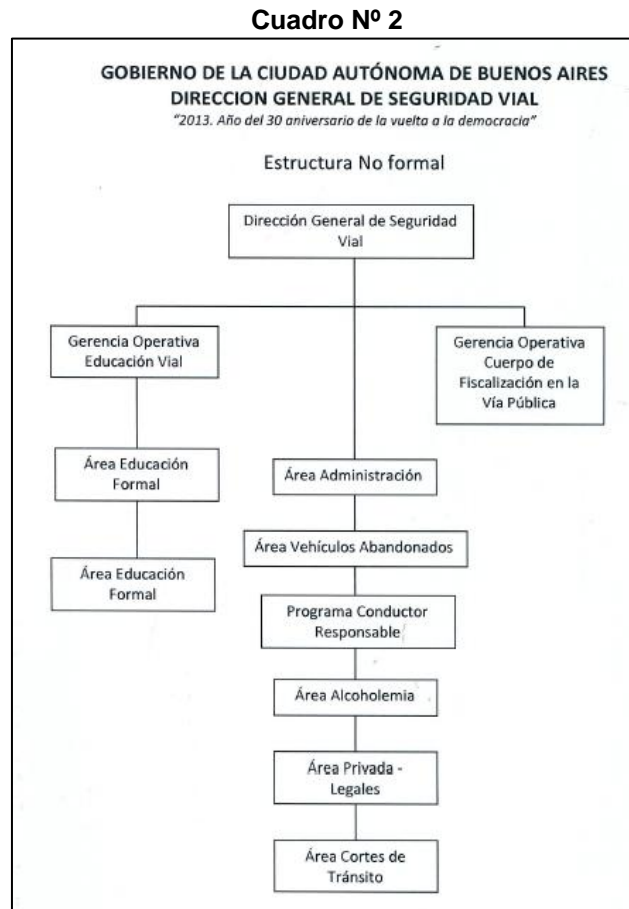 Cuadro Nº 2
GOBIERNO DE LA CIUDAD AUTÓNOMA DE BUENOS AIRES
DIRECCION GENERAL DE SEGURIDAD VIAL
"2013. Año del 30 aniversario de la vuelta a la democracia"
Estructura No formal
Dirección General de Seguridad
Vial
Gerencia Operativa
Educación Vial
Gerencia Operativa
Cuerpo de
Fiscalización en la
Vía Pública
Área Educación
Formal
Área Educación
Formal
Área Administración
Área Vehículos Abandonados
Programa Conductor
Responsable
Área Alcoholemia
Área Privada -
Legales
Área Cortes de
Tránsito